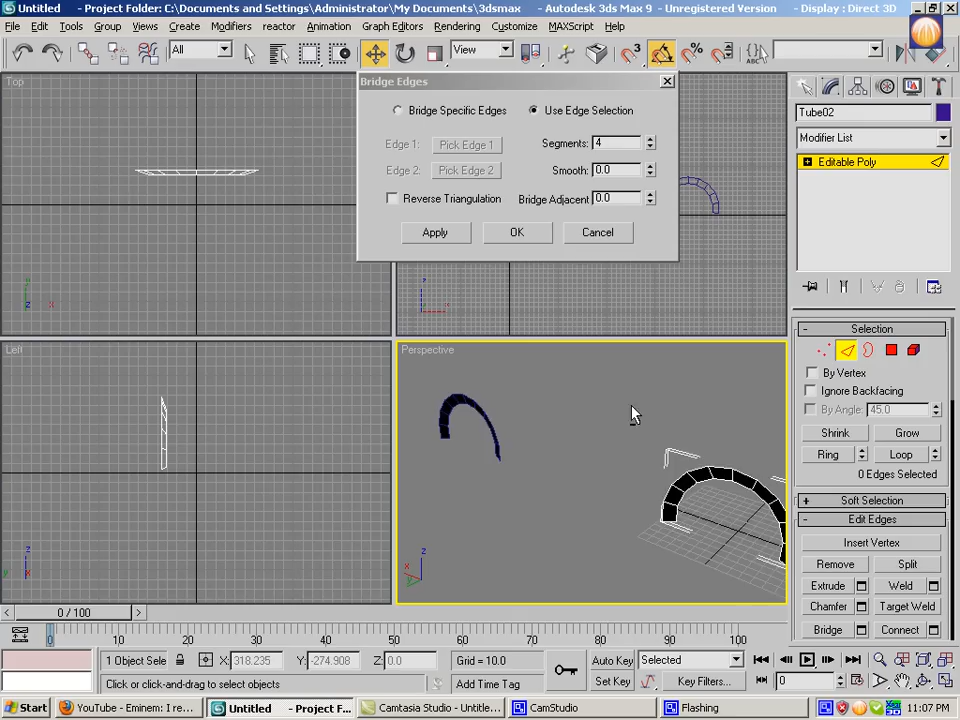 Untitled - Project Folder: C:\Documents and Settings\Administrator\My Documents\3dsmax - Autodesk 3ds Max 9 - Unregistered Version - Display : Direct 3D
File Edit Tools Group Views Create Modifiers reactor Animation Graph Editors Rendering Customize MAXScript Help
All View
Top
Bridge Edges
Bridge Specific Edges Use Edge Selection
Edge 1: Pick Edge 1 Segments: 4
Edge 2: Pick Edge 2 Smooth: 0.0
Reverse Triangulation Bridge Adjacent 0.0
Apply OK Cancel
Tube02
Modifier List
Editable Poly
Left
Perspective
Selection
By Vertex
Ignore Backfacing
By Angle: 45.0
Shrink Grow
Ring Loop
0 Edges Selected
Soft Selection
Edit Edges
Insert Vertex
Remove Split
Extrude Weld
Chamfer Target Weld
Bridge Connect
z x
z
z y x
z x y
0 / 100
0 10 20 30 40 50 60 70 80 90 100
1 Object Sele X: 318.235 Y: -274.908 Z: 0.0 Grid = 10.0 Auto Key Selected
Click or click-and-drag to select objects Add Time Tag Set Key Key Filters... 0
Start YouTube - Eminem: I re... Untitled - Project F... Camtasia Studio - Untitle... CamStudio Flashing 11:07 PM